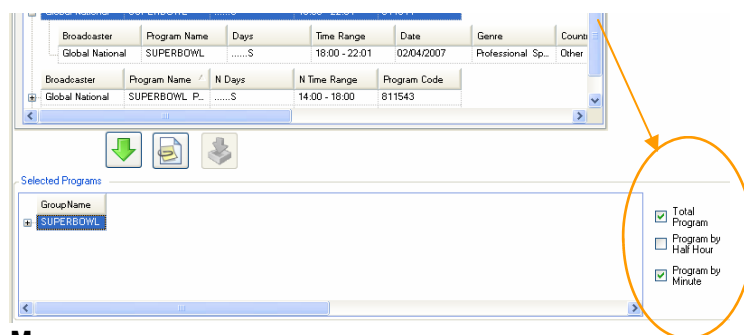 Broadcaster Program Name Days Time Range Date Genre
Global National SUPERBOWL ......S 18:00 - 22:01 02/04/2007 Professional Sp... Other
Broadcaster Program Name N Days N Time Range Program Code
Global National SUPERBOWL P... ......S 14:00 - 18:00 811543
Selected Programs
GroupName
SUPERBOWL
Total
Program
Program by
Half Hour
Program by
Minute